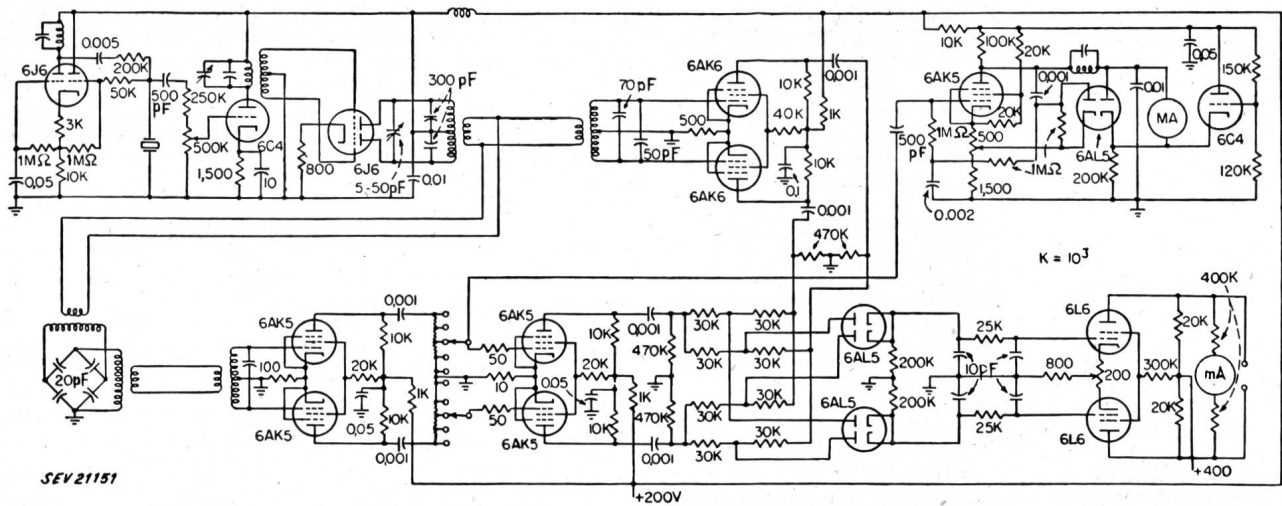 0.005
200K
6J6
50K
500
pF
250K
3K
1MΩ
1MΩ
10K
0,05
500K
6C4
1,500
10
800
6J6
300
pF
5-50pF
0.01
70 pF
500
50pF
6AK6
6AK6
10K
40K
10K
0,1
0,001
1K
0,001
470K
10K
100K
20K
6AK5
500
pF
1MΩ
20K
500
1,500
0.002
0,001
1MΩ
6AL5
200K
0,01
MA
0,05
150K
6C4
120K
K = 10³
20pF
100
6AK5
6AK5
0,001
10K
20K
10K
0,05
0,001
1K
50
10
50
6AK5
6AK5
0.05
10K
20K
10K
1K
0,001
470K
470K
0,001
30K
30K
30K
30K
30K
30K
30K
30K
6AL5
6AL5
200K
200K
10pF
25K
25K
800
200
6L6
6L6
300K
20K
20K
400K
mA
+400
+200V
SEV 21151